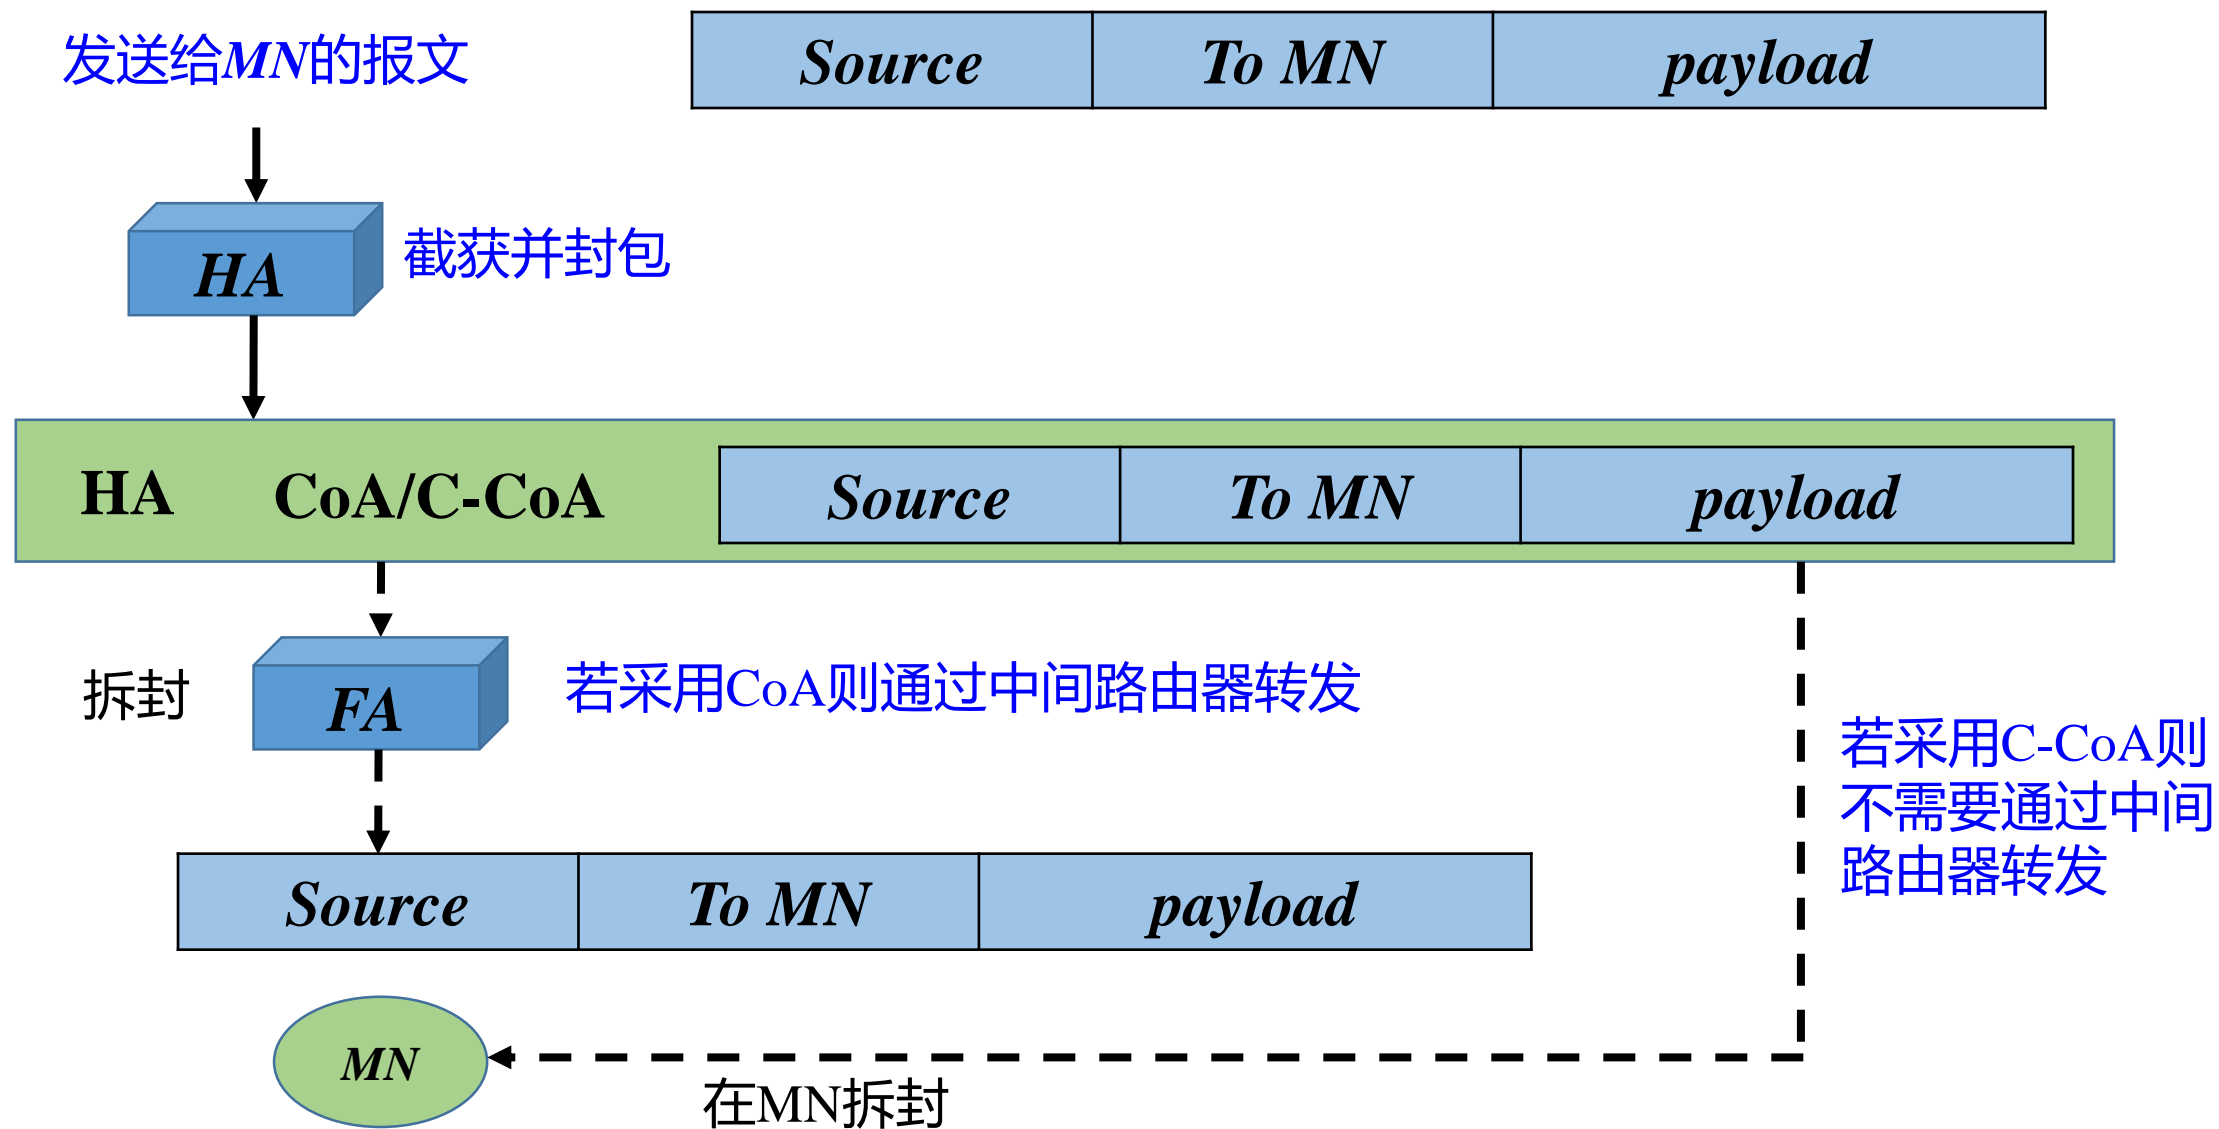 发送给MN的报文
Source To MN payload
HA
截获并封包
HA CoA/C-CoA Source To MN payload
拆封
FA
若采用CoA则通过中间路由器转发
若采用C-CoA则
不需要通过中间
路由器转发
Source To MN payload
MN
在MN拆封